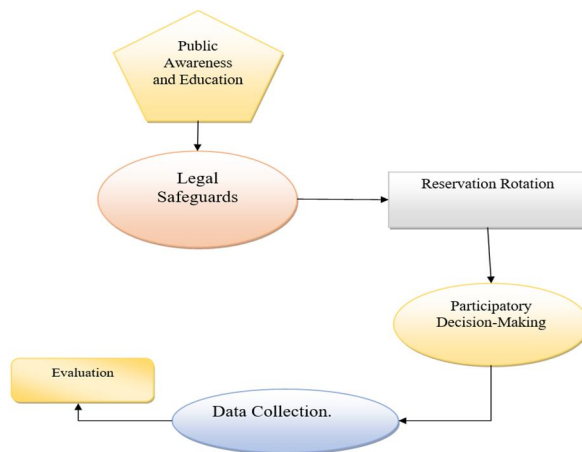 Public
Awareness
and Education
Legal
Safeguards
Reservation Rotation
Participatory
Decision-Making
Evaluation
Data Collection.